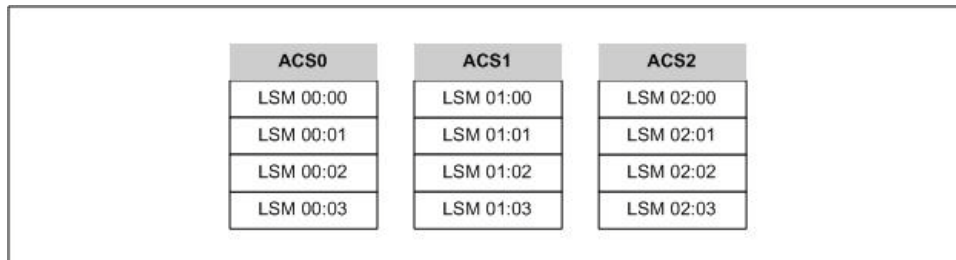 ACS0 ACS1 ACS2
LSM 00:00 LSM 01:00 LSM 02:00
LSM 00:01 LSM 01:01 LSM 02:01
LSM 00:02 LSM 01:02 LSM 02:02
LSM 00:03 LSM 01:03 LSM 02:03